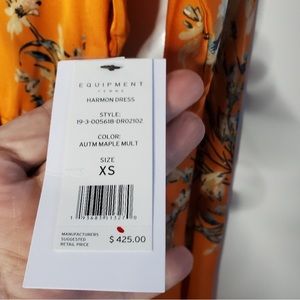 EQUIPMENT
FEMME
HARMON DRESS
STYLE:
19-3-005618-DR02102
COLOR:
AUTM MAPLE MULT
SIZE
XS
MANUFACTURERS
SUGGESTED
RETAIL PRICE
$ 425.00